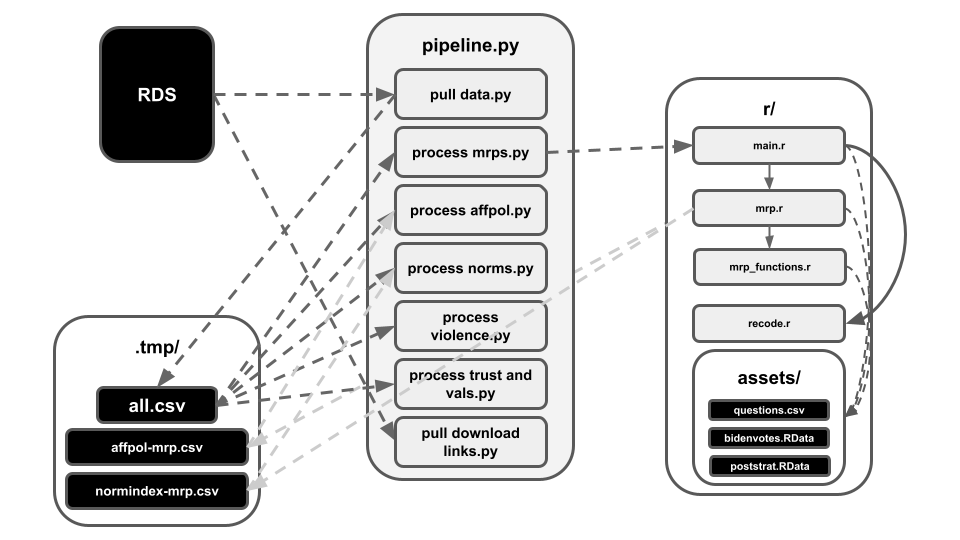 RDS
pipeline.py
pull data.py
process mrps.py
process affpol.py
process norms.py
process
violence.py
process trust and
vals.py
pull download
links.py
.tmp/
all.csv
affpol-mrp.csv
normindex-mrp.csv
r/
main.r
mrp.r
mrp_functions.r
recode.r
assets/
questions.csv
bidenvotes.RData
poststrat.RData